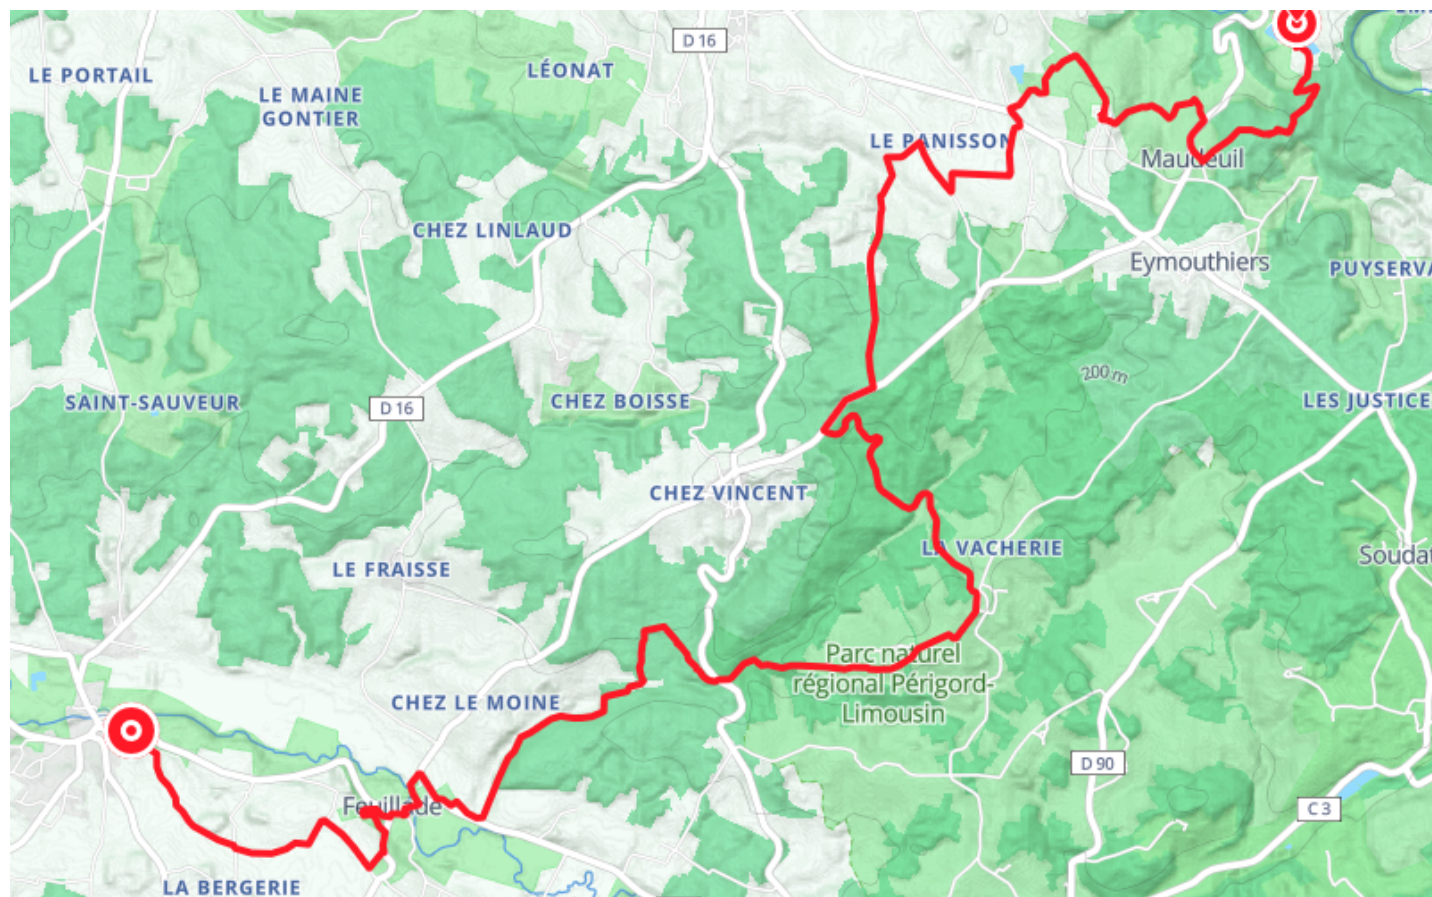 D 16
LE PORTAIL
LÉONAT
LE MAINE
GONTIER
LE PANISSON
Maudeuil
CHEZ LINLAUD
Eymouthiers
PUYSERVA
200 m
SAINT-SAUVEUR
D 16
CHEZ BOISSE
LES JUSTICE
CHEZ VINCENT
LA VACHERIE
Soudat
LE FRAISSE
Parc naturel
régional Périgord-
Limousin
CHEZ LE MOINE
D 90
Feuillade
C 3
LA BERGERIE